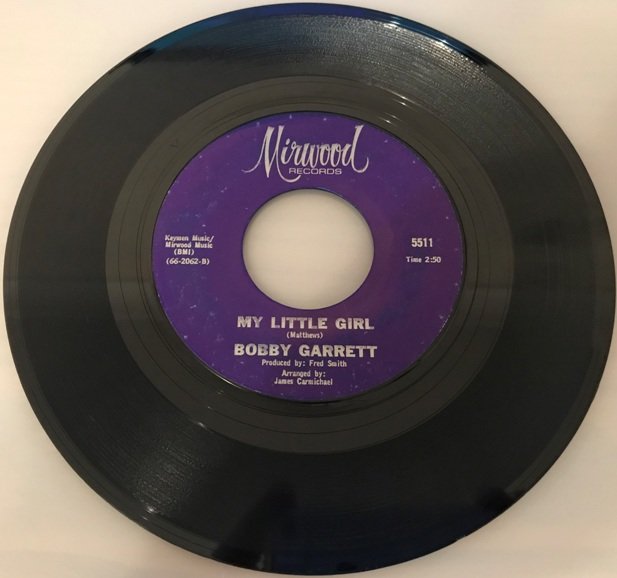 Mirwood
RECORDS
Keymen Music/
Mirwood Music
(BMI)
(66-2062-B)
5511
Time 2:50
MY LITTLE GIRL
(Matthews)
BOBBY GARRETT
Produced by: Fred Smith
Arranged by:
James Carmichael